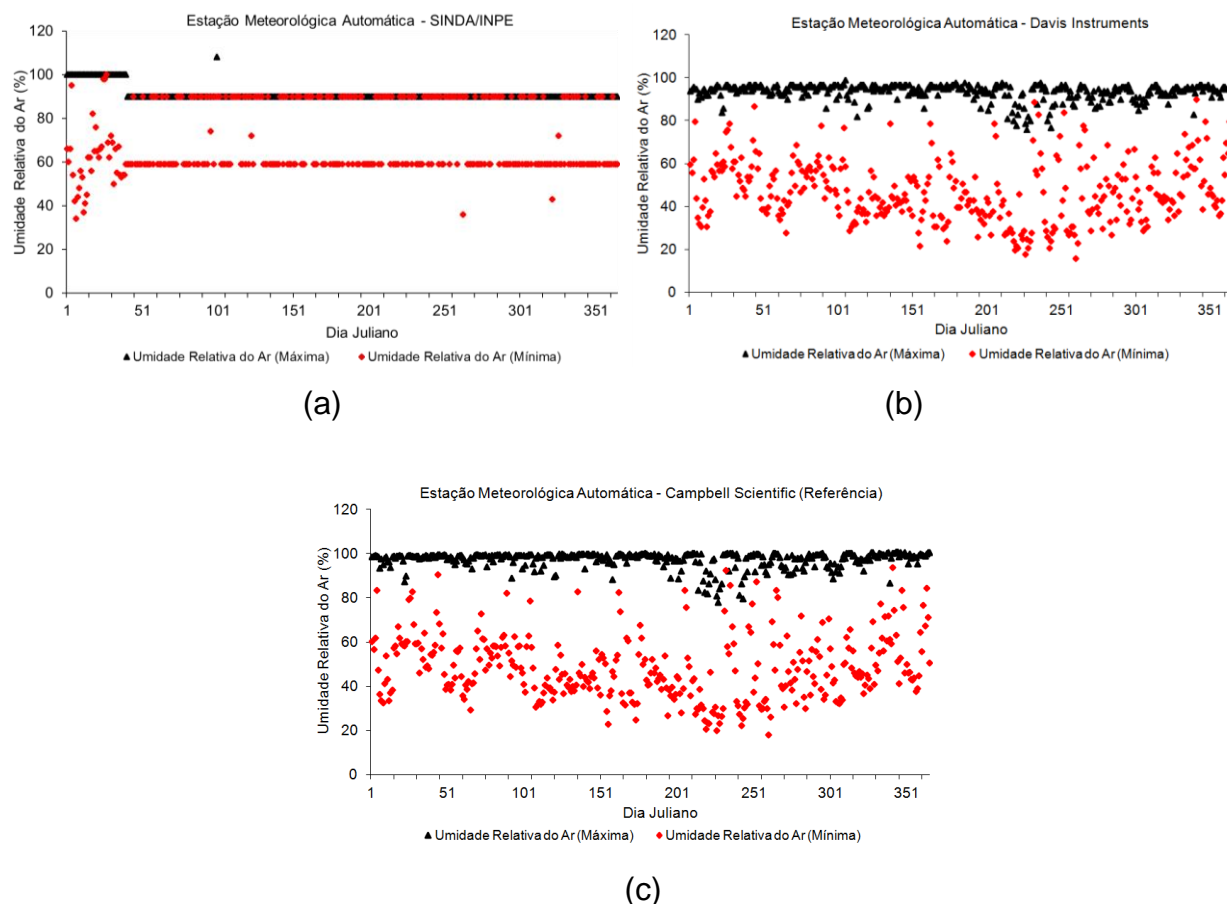 Estação Meteorológica Automática - SINDA/INPE
120
100
80
60
40
20
0
Umidade Relativa do Ar (%)
1 51 101 151 201 251 301 351
Dia Juliano
Umidade Relativa do Ar (Máxima) Umidade Relativa do Ar (Mínima)
(a)
Estação Meteorológica Automática - Davis Instruments
120
100
80
60
40
20
0
Umidade Relativa do Ar (%)
1 51 101 151 201 251 301 351
Dia Juliano
Umidade Relativa do Ar (Máxima) Umidade Relativa do Ar (Mínima)
(b)
Estação Meteorológica Automática - Campbell Scientific (Referência)
120
100
80
60
40
20
0
Umidade Relativa do Ar (%)
1 51 101 151 201 251 301 351
Dia Juliano
Umidade Relativa do Ar (Máxima) Umidade Relativa do Ar (Mínima)
(c)